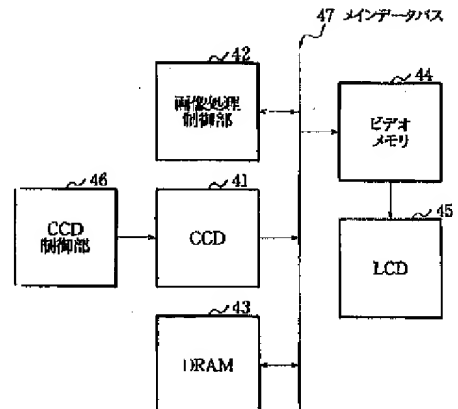 47 メインデータバス
42
画像処理
制御部
44
ビデオ
メモリ
46
CCD
制御部
41
CCD
45
LCD
43
DRAM